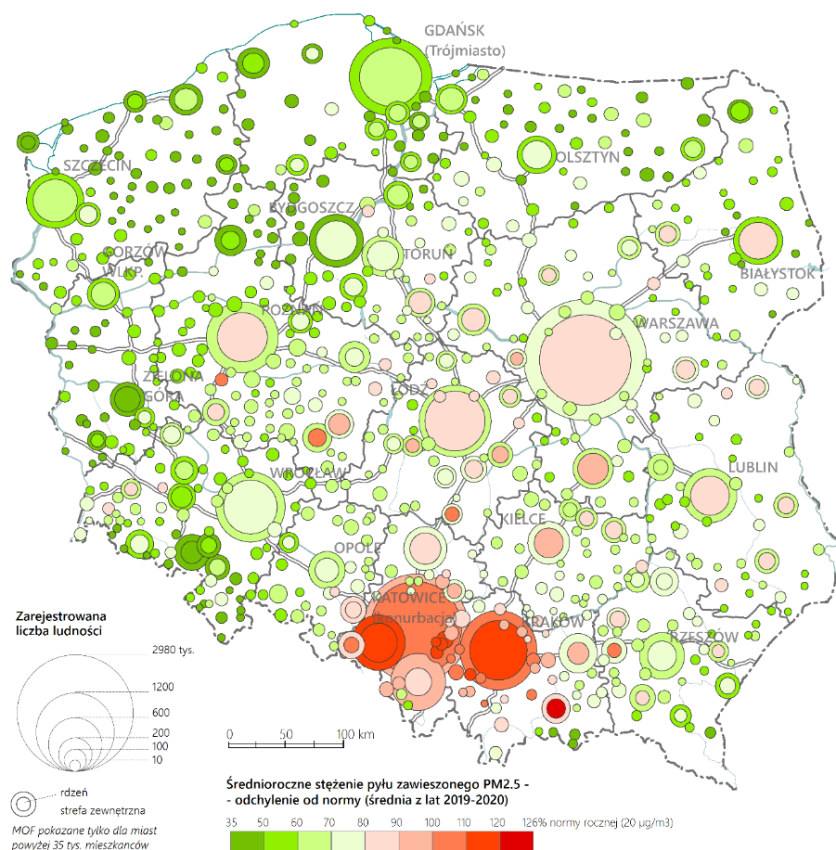 GDAŃSK
(Trójmiasto)
SZCZECIN
OLSZTYN
BYDGOSZCZ
GORZÓW
WLKP.
TORUŃ
BIAŁYSTOK
POZNAŃ
WARSZAWA
ZIELONA
GÓRA
ŁÓDŹ
WROCŁAW
LUBLIN
KIELCE
OPOLE
KATOWICE
(konurbacja)
KRAKÓW
RZESZÓW
Zarejestrowana
liczba ludności
2980 tys.
1200
600
200
100
10
0 50 100 km
rdzeń
strefa zewnętrzna
MOF pokazane tylko dla miast
powyżej 35 tys. mieszkańców
Średnioroczne stężenie pyłu zawieszonego PM2.5 -
- odchylenie od normy (średnia z lat 2019-2020)
35 50 60 70 80 90 100 110 120 126% normy rocznej (20 µg/m3)